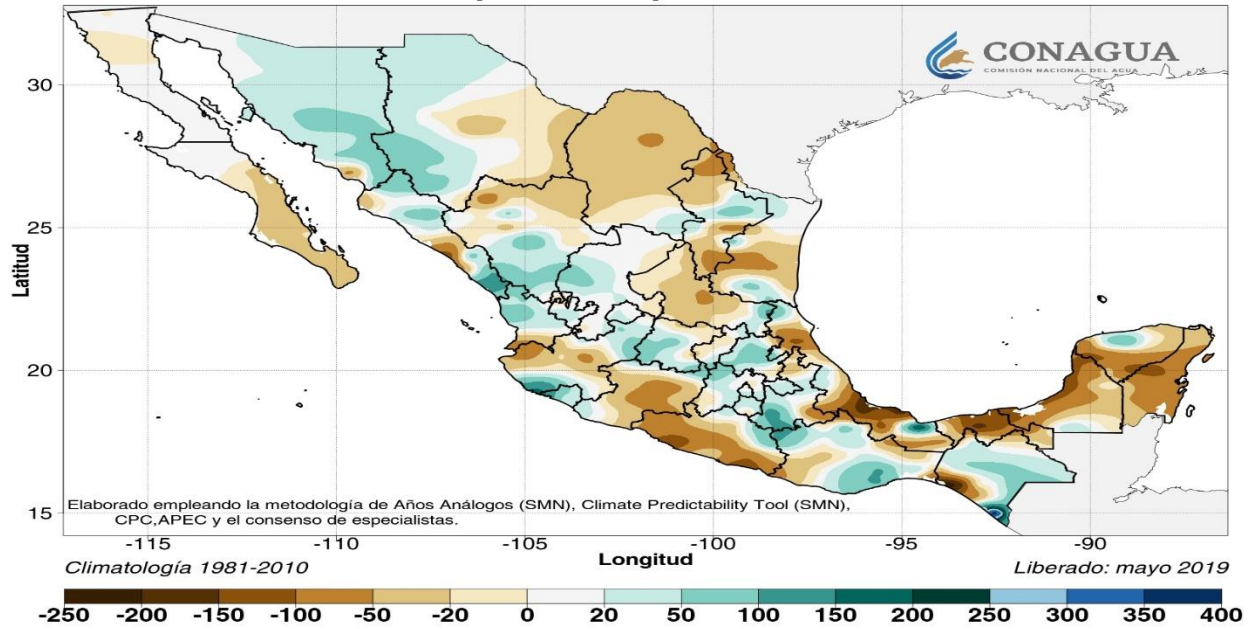 CONAGUA
COMISIÓN NACIONAL DEL AGUA
30
25
20
15
Latitud
Elaborado empleando la metodología de Años Análogos (SMN), Climate Predictability Tool (SMN),
CPC,APEC y el consenso de especialistas.
-115 -110 -105 -100 -95 -90
Longitud
Climatología 1981-2010 Liberado: mayo 2019
-250 -200 -150 -100 -50 -20 0 20 50 100 150 200 250 300 350 400